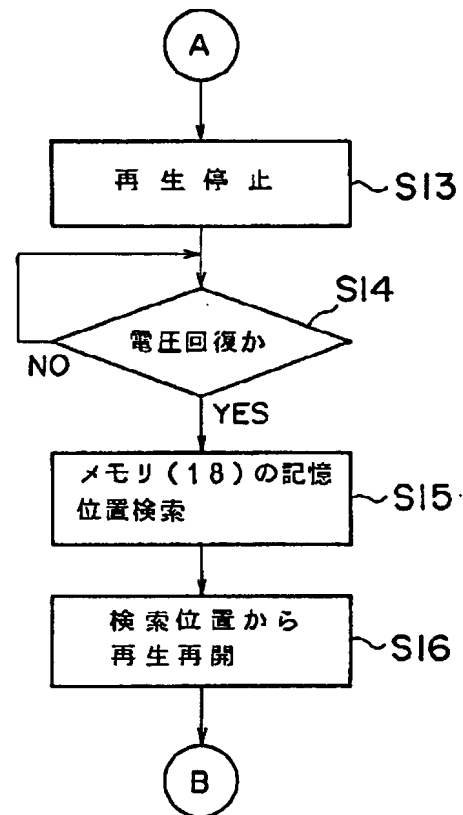 A
再生停止
S13
S14
電圧回復か
NO
YES
メモリ(18)の記憶
位置検索
S15
検索位置から
再生再開
S16
B